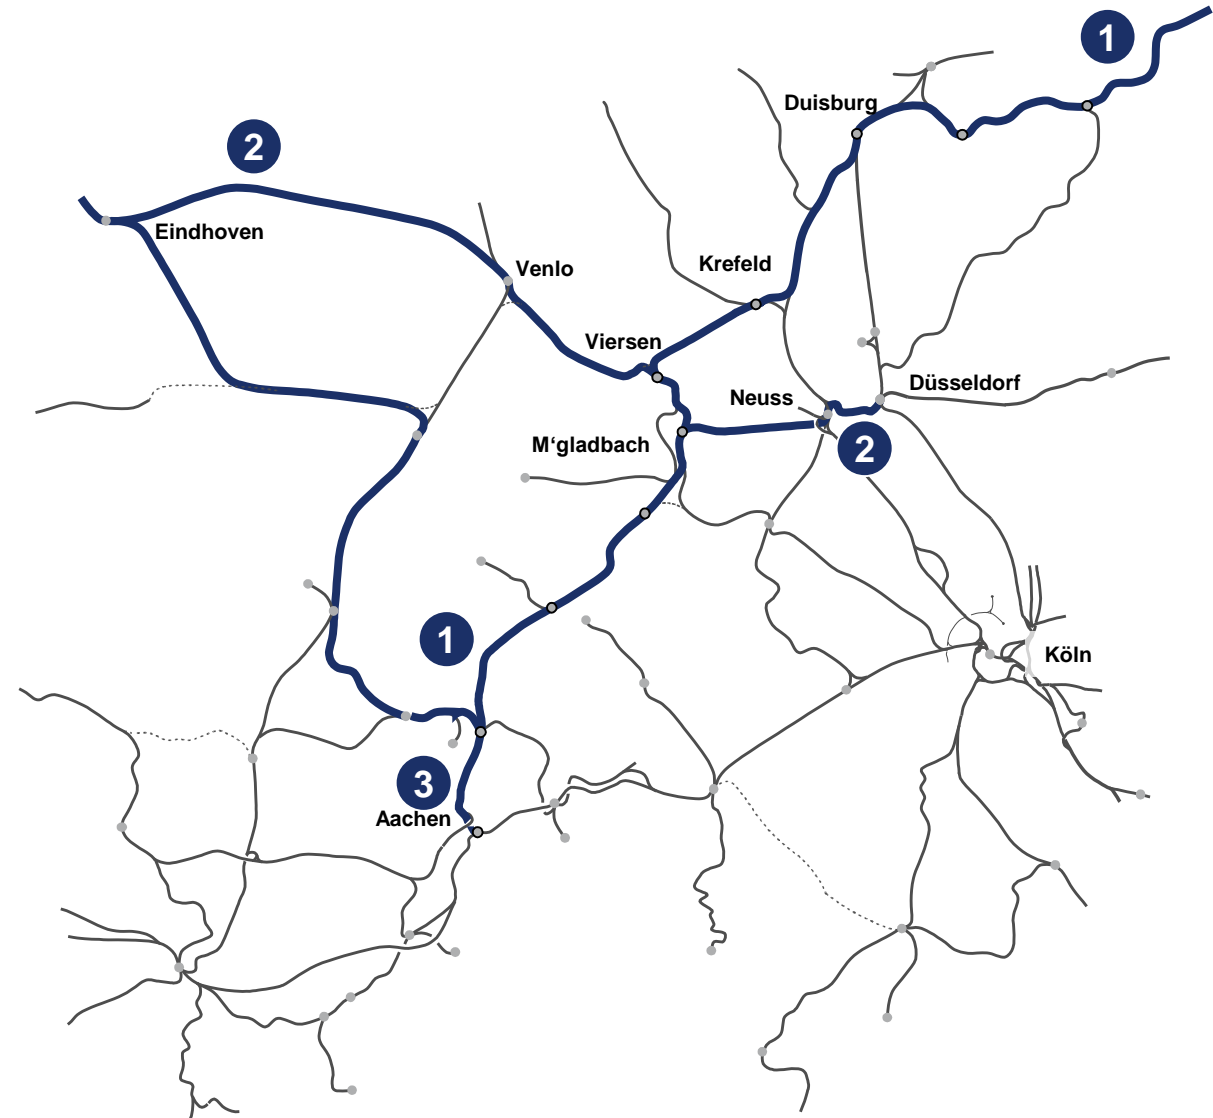 1
Duisburg
2
Eindhoven
Krefeld
Venlo
Viersen
Düsseldorf
Neuss
M‘gladbach
2
1
Köln
3
Aachen